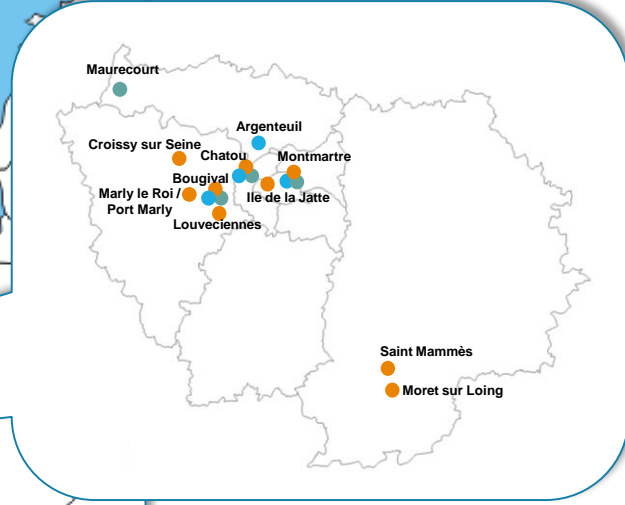 Maurecourt
Argenteuil
Croissy sur Seine
Chatou
Montmartre
Bougival
Marly le Roi /
Port Marly
Ile de la Jatte
Louveciennes
Saint Mammès
Moret sur Loing